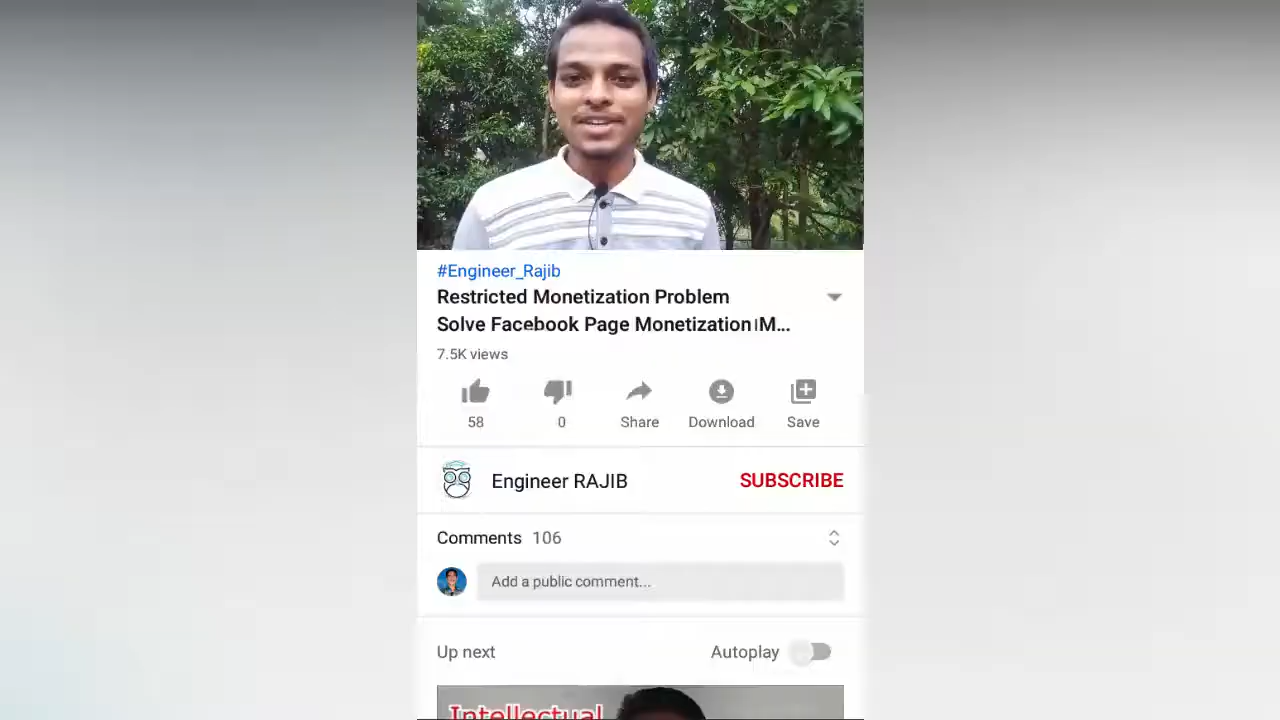 #Engineer_Rajib
Restricted Monetization Problem
Solve Facebook Page Monetization।M...
7.5K views
58
0
Share
Download
Save
Engineer RAJIB
SUBSCRIBE
Comments 106
Add a public comment...
Up next
Autoplay
Intellectual